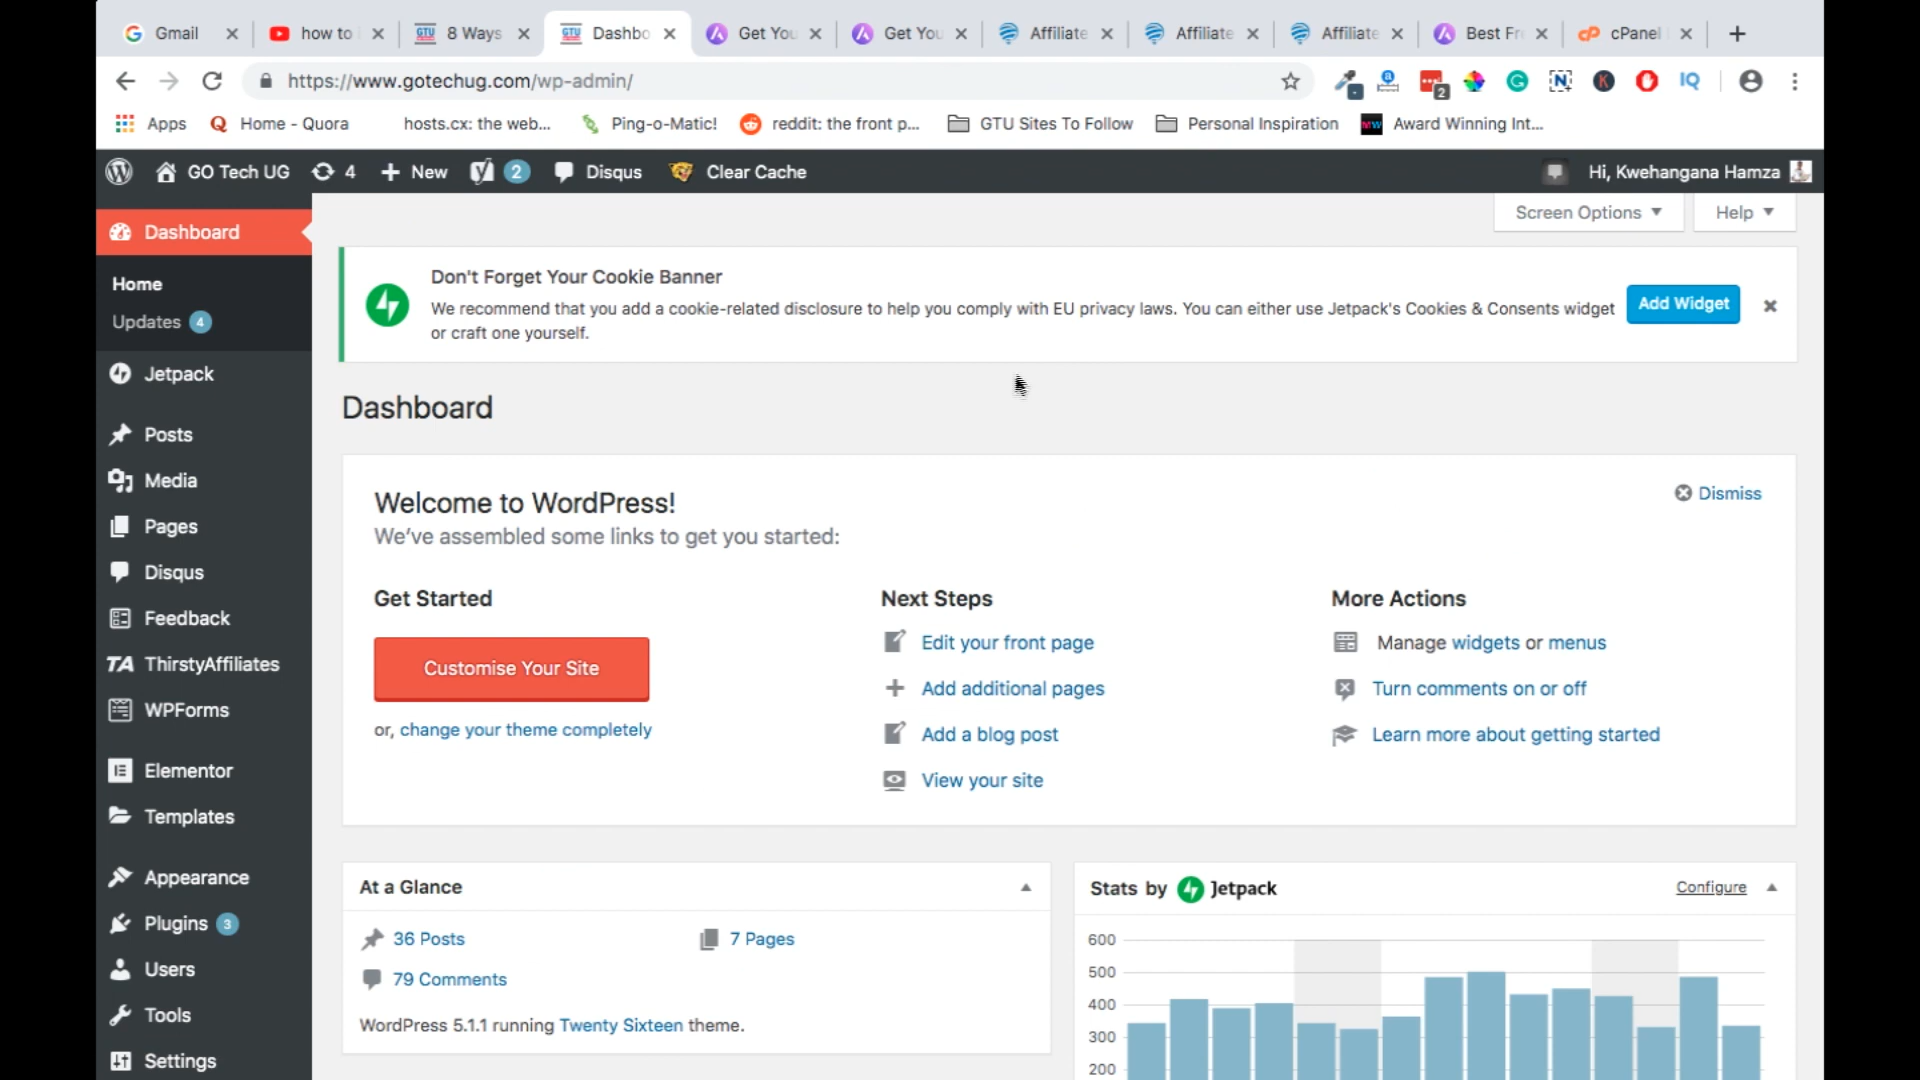 Gmail
how to
8 Ways
Dashbo
Get You
Get You
Affiliate
Affiliate
Affiliate
Best Fr
cPanel
https://www.gotechug.com/wp-admin/
2
IQ
Apps
Home - Quora
hosts.cx: the web...
Ping-o-Matic!
reddit: the front p...
GTU Sites To Follow
Personal Inspiration
Award Winning Int...
GO Tech UG
4
New
2
Disqus
Clear Cache
Hi, Kwehangana Hamza
Screen Options
Help
Dashboard
Home
Updates 4
Jetpack
Posts
Media
Pages
Disqus
Feedback
TA ThirstyAffiliates
WPForms
Elementor
Templates
Appearance
Plugins 3
Users
Tools
Settings
Don't Forget Your Cookie Banner
We recommend that you add a cookie-related disclosure to help you comply with EU privacy laws. You can either use Jetpack's Cookies & Consents widget
or craft one yourself.
Add Widget
Dashboard
Welcome to WordPress!
We've assembled some links to get you started:
Dismiss
Get Started
Customise Your Site
or, change your theme completely
Next Steps
Edit your front page
Add additional pages
Add a blog post
View your site
More Actions
Manage widgets or menus
Turn comments on or off
Learn more about getting started
At a Glance
36 Posts
7 Pages
79 Comments
WordPress 5.1.1 running Twenty Sixteen theme.
Stats by Jetpack
Configure
600
500
400
300
200